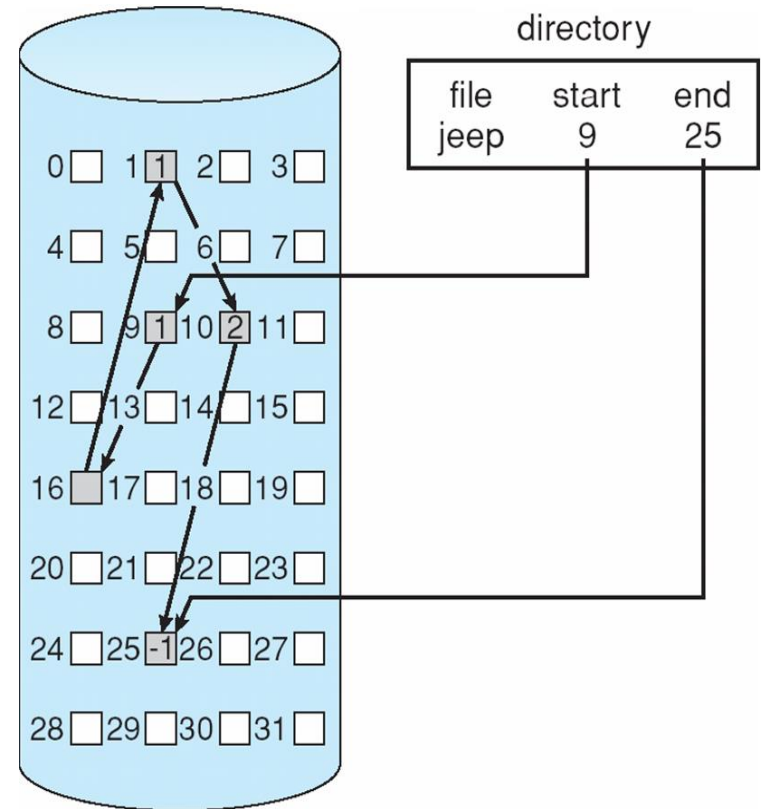 directory
file start end
jeep 9 25
0 1 1 2 3
4 5 6 7
8 9 1 10 2 11
12 13 14 15
16 17 18 19
20 21 22 23
24 25 -1 26 27
28 29 30 31